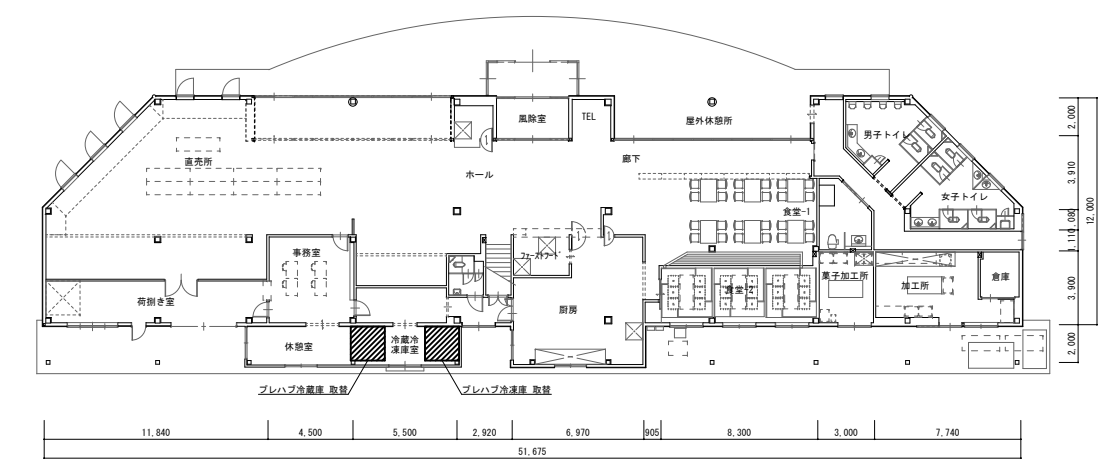 風除室
TEL
屋外休憩所
男子トイレ
直売所
廊下
ホール
女子トイレ
食堂-1
1
1
1
事務室
ファーストフード
菓子加工所
倉庫
食堂-2
加工所
荷捌き室
厨房
休憩室
冷蔵冷
凍庫室
プレハブ冷蔵庫 取替
プレハブ冷凍庫 取替
2,000
3,910
1,080
1,110
12,000
3,900
2,000
11,840
4,500
5,500
2,920
6,970
905
8,300
3,000
7,740
51,675